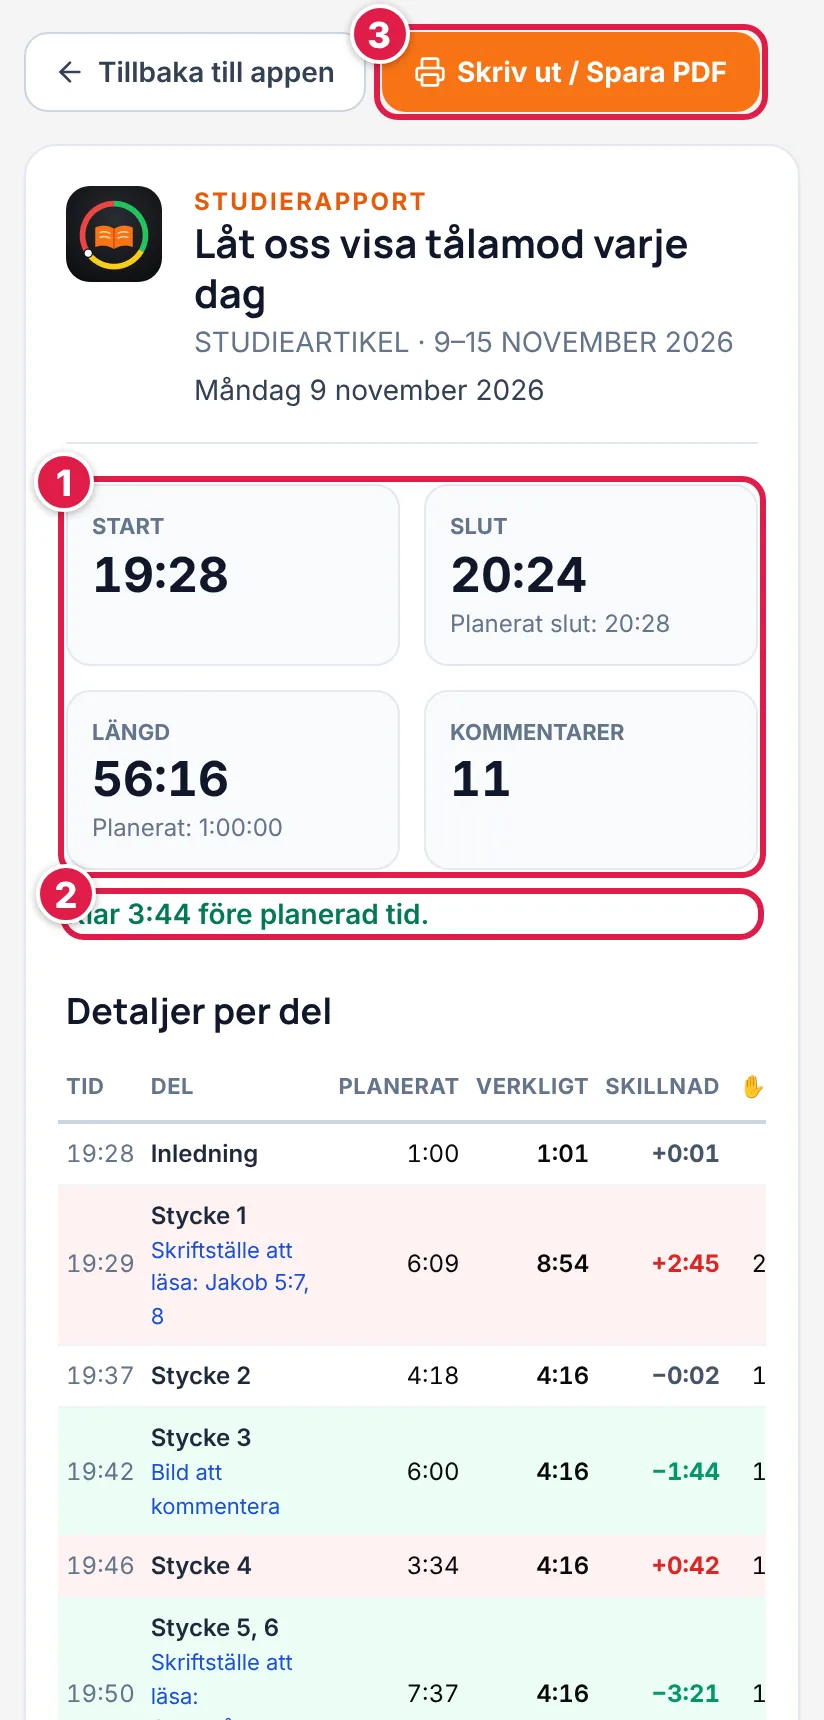 3
Tillbaka till appen
Skriv ut / Spara PDF
STUDIERAPPORT
Låt oss visa tålamod varje
dag
STUDIEARTIKEL · 9–15 NOVEMBER 2026
Måndag 9 november 2026
1
START
19:28
SLUT
20:24
Planerat slut: 20:28
LÄNGD
56:16
Planerat: 1:00:00
KOMMENTARER
11
2
3:44 före planerad tid.
Detaljer per del
TID DEL PLANERAT VERKLIGT SKILLNAD ✋
19:28 Inledning 1:00 1:01 +0:01
Stycke 1
Skriftställe att
läsa: Jakob 5:7,
8
19:29 6:09 8:54 +2:45 2
19:37 Stycke 2 4:18 4:16 −0:02 1
Stycke 3
Bild att
kommentera
19:42 6:00 4:16 −1:44 1
19:46 Stycke 4 3:34 4:16 +0:42 1
Stycke 5, 6
Skriftställe att
läsa:
19:50 7:37 4:16 −3:21 1